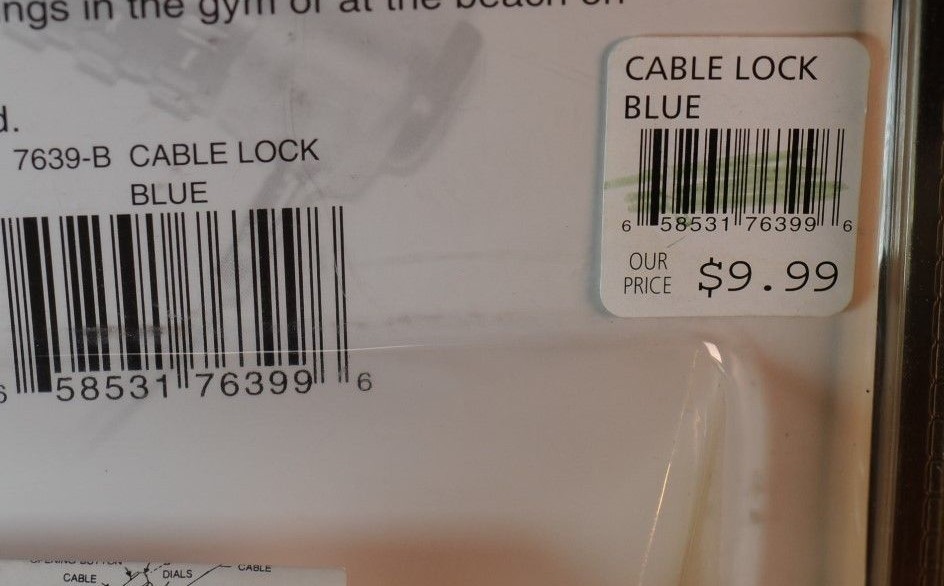 ngs in the gym or at the beach on
d.
7639-B CABLE LOCK
BLUE
6 58531 76399 6
CABLE LOCK
BLUE
6 58531 76399 6
OUR
PRICE $9.99
CABLE
CABLE
DIALS